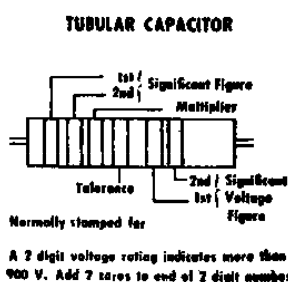 TUBULAR CAPACITOR
1st
2nd
Significant Figure
Multiplier
Tolerance
2nd
1st
Significant
Voltage
Figure
Normally stamped for
A 2 digit voltage rating indicates more than
900 V. Add 2 zeros to end of 2 digit number